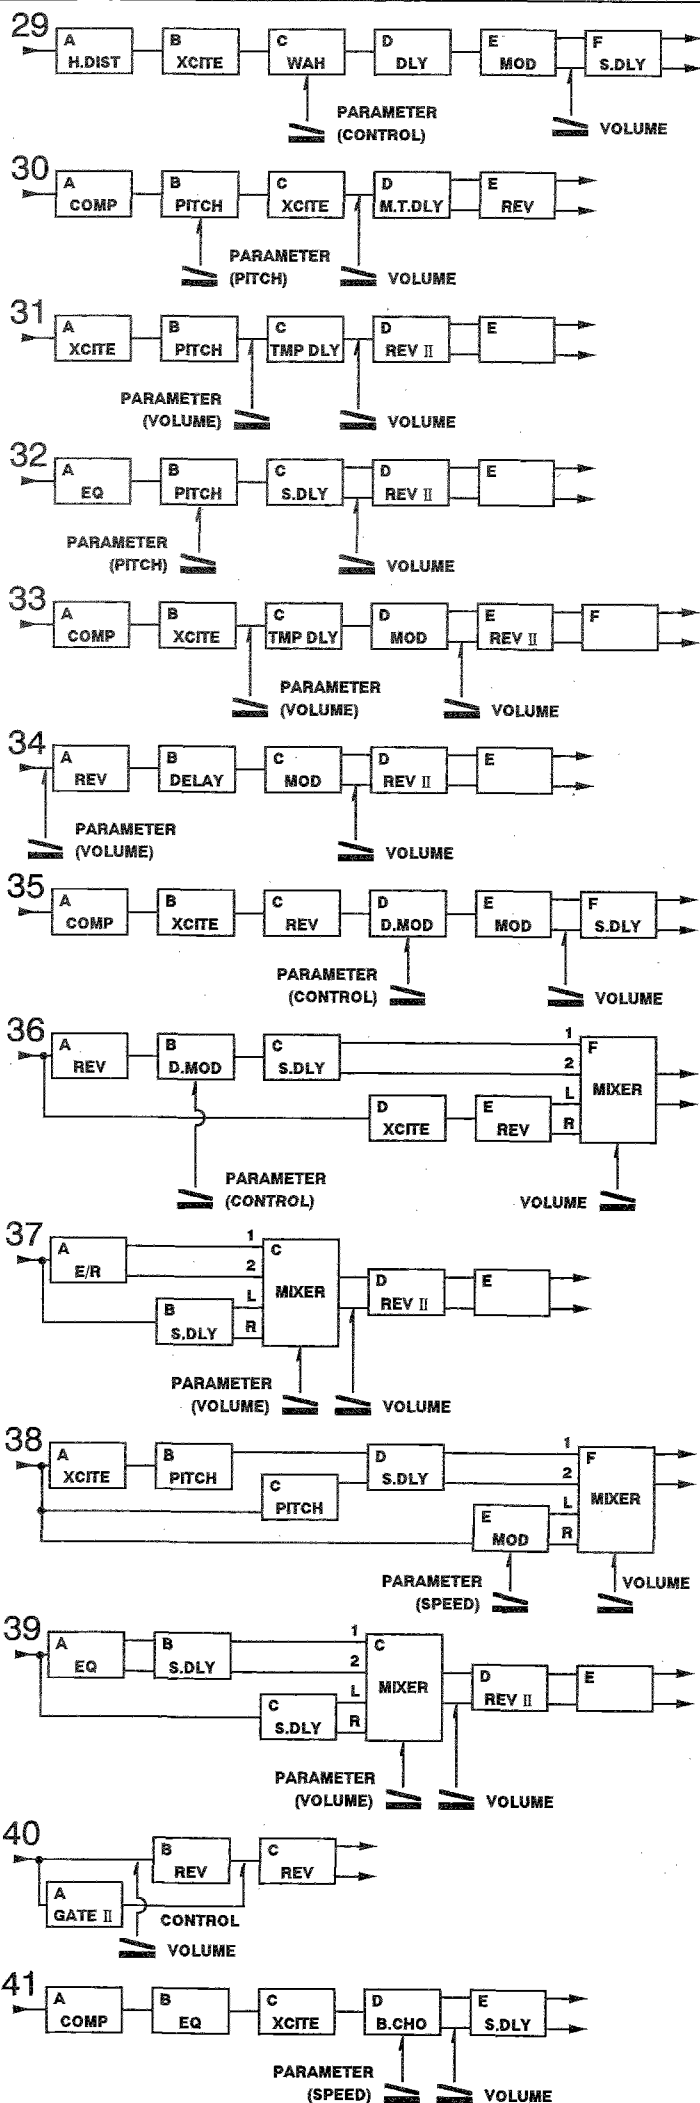 29
A B C D E F
H.DIST XCITE WAH DLY MOD S.DLY
PARAMETER
(CONTROL) VOLUME
30
A B C D E
COMP PITCH XCITE M.T.DLY REV
PARAMETER
(PITCH) VOLUME
31
A B C D E
XCITE PITCH TMP DLY REV II
PARAMETER
(VOLUME) VOLUME
32
A B C D E
EQ PITCH S.DLY REV II
PARAMETER
(PITCH) VOLUME
33
A B C D E F
COMP XCITE TMP DLY MOD REV II
PARAMETER
(VOLUME) VOLUME
34
A B C D E
REV DELAY MOD REV II
PARAMETER
(VOLUME) VOLUME
35
A B C D E F
COMP XCITE REV D.MOD MOD S.DLY
PARAMETER
(CONTROL) VOLUME
36
A B C 1 F
REV D.MOD S.DLY 2
MIXER
D E L
XCITE REV R
PARAMETER
(CONTROL) VOLUME
37
A 1 C
E/R 2
MIXER D E
B L REV II
S.DLY R
PARAMETER
(VOLUME) VOLUME
38
A B D 1 F
XCITE PITCH S.DLY 2
C MIXER
PITCH L
E R
MOD
PARAMETER
(SPEED) VOLUME
39
A B 1 C
EQ S.DLY 2
MIXER D E
C L REV II
S.DLY R
PARAMETER
(VOLUME) VOLUME
40
B C
REV REV
A
GATE II CONTROL
VOLUME
41
A B C D E
COMP EQ XCITE B.CHO S.DLY
PARAMETER
(SPEED) VOLUME